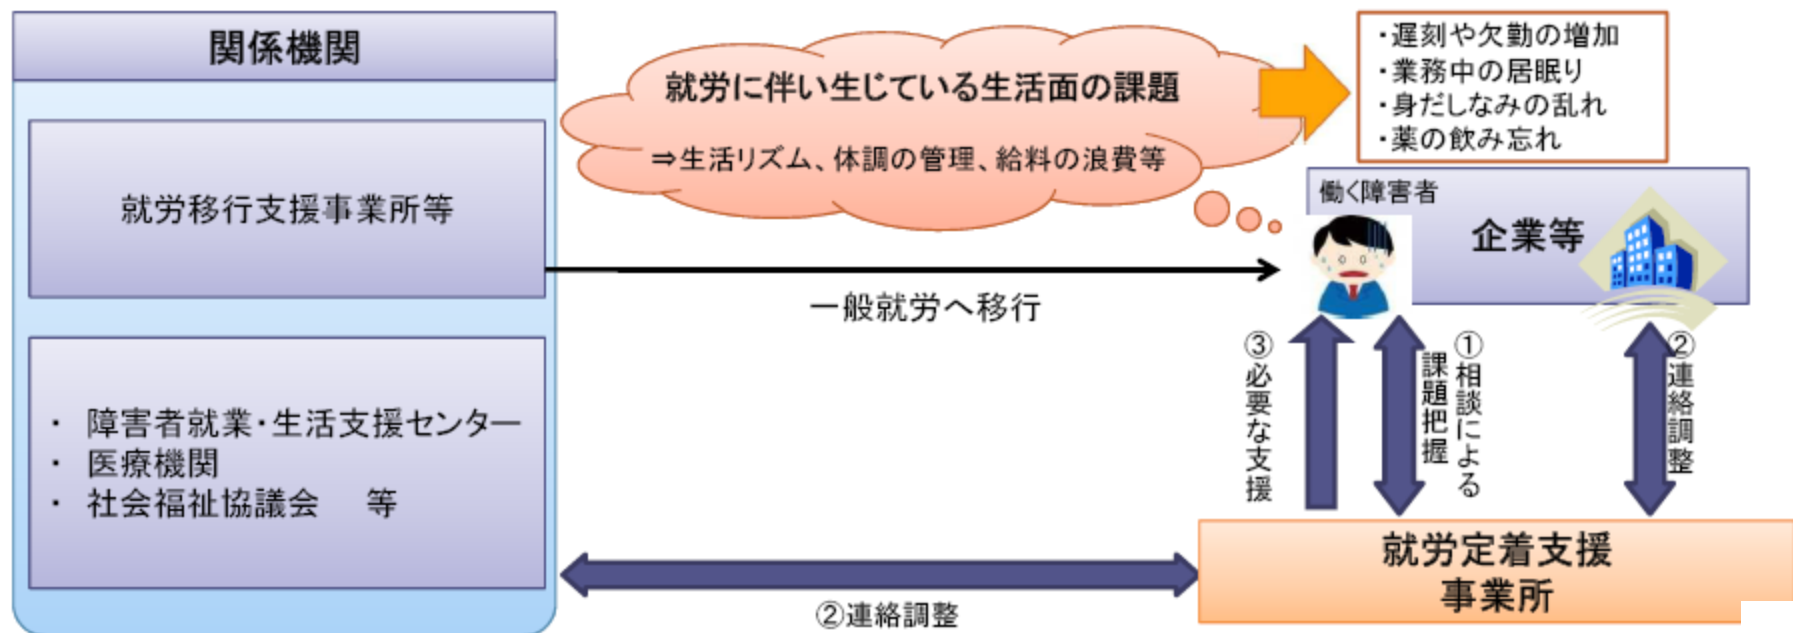 関係機関
就労移行支援事業所等
・ 障害者就業・生活支援センター
・ 医療機関
・ 社会福祉協議会 等
就労に伴い生じている生活面の課題
⇒生活リズム、体調の管理、給料の浪費等
・遅刻や欠勤の増加
・業務中の居眠り
・身だしなみの乱れ
・薬の飲み忘れ
働く障害者
企業等
一般就労へ移行
③必要な支援
①相談による
課題把握
②連絡調整
②連絡調整
就労定着支援
事業所